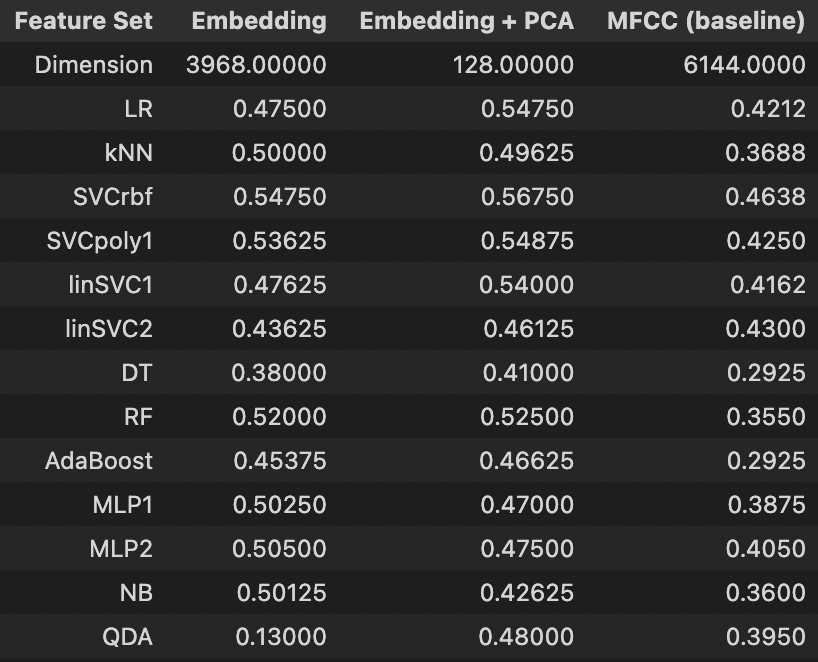 Feature Set Embedding Embedding + PCA MFCC (baseline)
Dimension 3968.00000 128.00000 6144.0000
LR 0.47500 0.54750 0.4212
kNN 0.50000 0.49625 0.3688
SVCrbf 0.54750 0.56750 0.4638
SVCpoly1 0.53625 0.54875 0.4250
linSVC1 0.47625 0.54000 0.4162
linSVC2 0.43625 0.46125 0.4300
DT 0.38000 0.41000 0.2925
RF 0.52000 0.52500 0.3550
AdaBoost 0.45375 0.46625 0.2925
MLP1 0.50250 0.47000 0.3875
MLP2 0.50500 0.47500 0.4050
NB 0.50125 0.42625 0.3600
QDA 0.13000 0.48000 0.3950